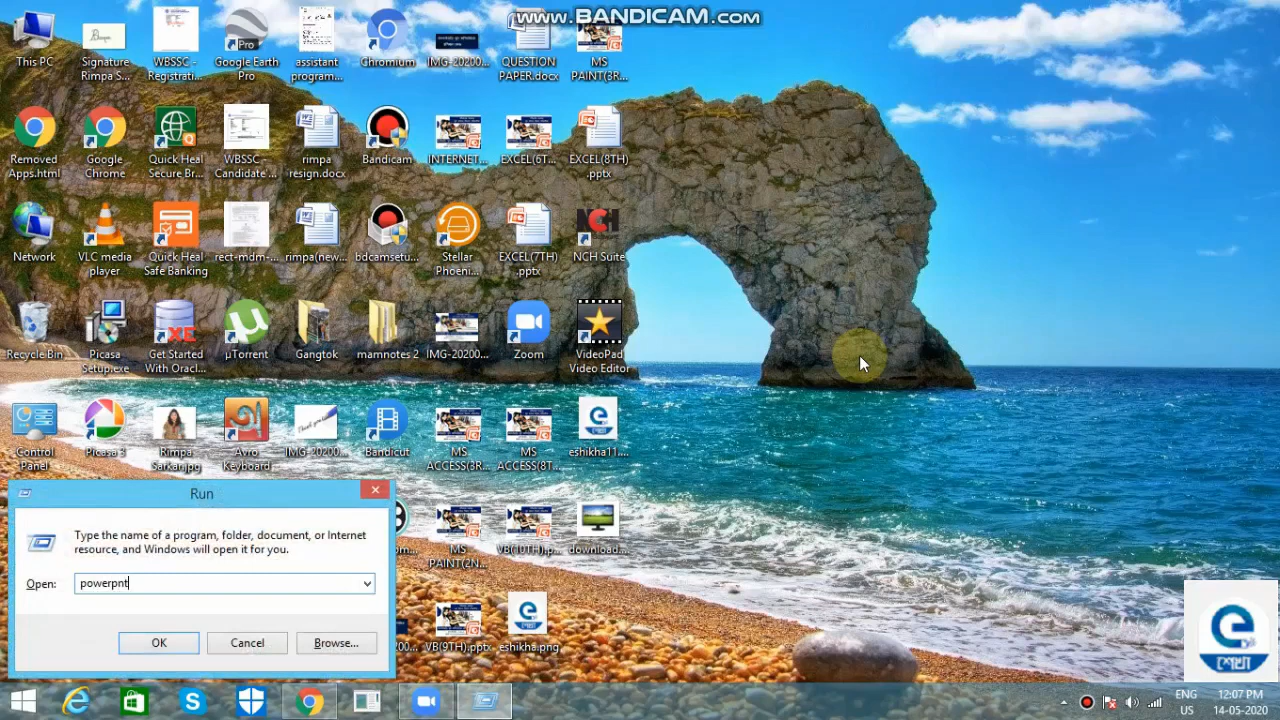 www.BANDICAM.com
This PC
Signature
Rimpa S...
WBSSC -
Registrati...
Google Earth
Pro
assistant
program...
Chromium
IMG-20200...
QUESTION
PAPER.docx
MS
PAINT(3R...
Removed
Apps.html
Google
Chrome
Quick Heal
Secure Br...
WBSSC
Candidate'...
rimpa
resign.docx
Bandicam
INTERNET...
EXCEL(6T...
EXCEL(8TH)
.pptx
Network
VLC media
player
Quick Heal
Safe Banking
rect-mdm-...
rimpa(new...
bdcamsetu...
Stellar
Phoeni...
EXCEL(7TH)
.pptx
NCH
NCH Suite
Recycle Bin
Picasa
Setup.exe
XE
Get Started
With Oracl...
µTorrent
Gangtok
mamnotes 2
IMG-20200...
Zoom
VideoPad
Video Editor
Control
Panel
Picasa 3
Rimpa
Sarkar.jpg
Avro
Keyboard
IMG-20200...
Bandicut
MS
ACCESS(3R...
MS
ACCESS(8T...
eshikha11....
Run
Type the name of a program, folder, document, or Internet
resource, and Windows will open it for you.
Open:
powerpnt
OK
Cancel
Browse...
MS
PAINT(2N...
VB(10TH).p...
download....
VB(9TH).pptx
eshikha.png
e
শেখা
ENG
US
12:07 PM
14-05-2020